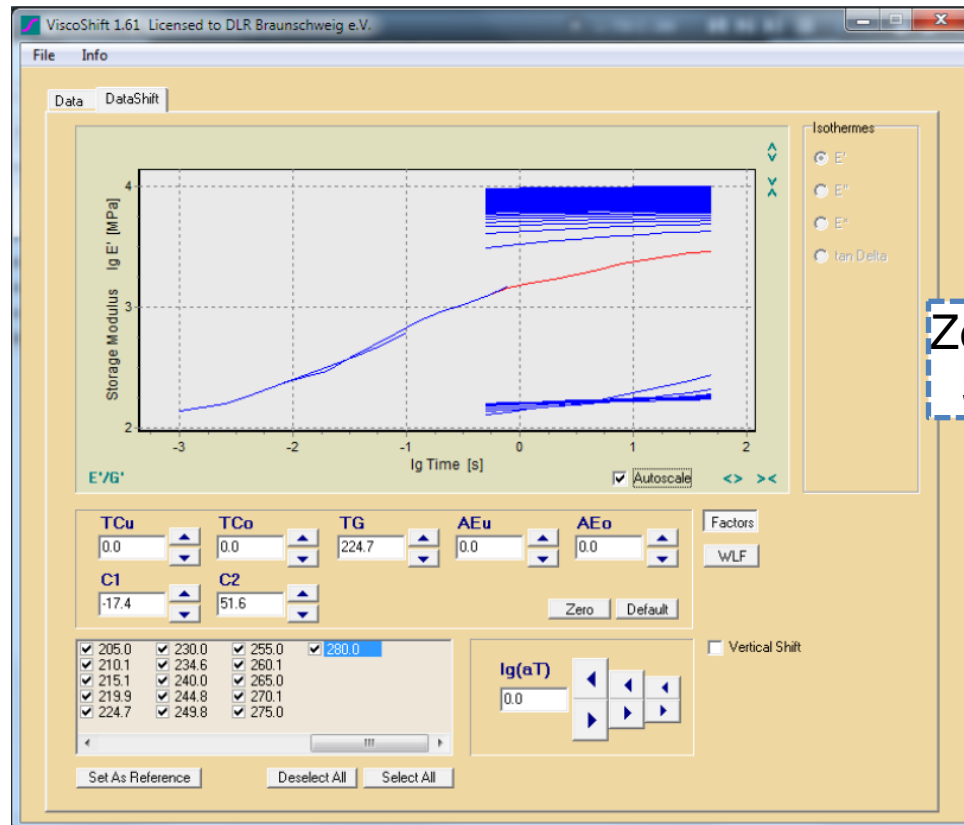 ViscoShift 1.61 Licensed to DLR Braunschweig e.V.
File Info
Data DataShift
Isothermes
E'
E"
E*
tan Delta
Storage Modulus lg E' [MPa]
4
3
2
-3 -2 -1 0 1 2
lg Time [s]
E'/G'
Autoscale
<> ><
TCu TCo TG AEu AEo
0.0 0.0 224.7 0.0 0.0
Factors
WLF
C1 C2
-17.4 51.6
Zero Default
205.0 230.0 255.0 280.0
210.1 234.6 260.1
215.1 240.0 265.0
219.9 244.8 270.1
224.7 249.8 275.0
lg(aT)
0.0
Vertical Shift
Set As Reference Deselect All Select All